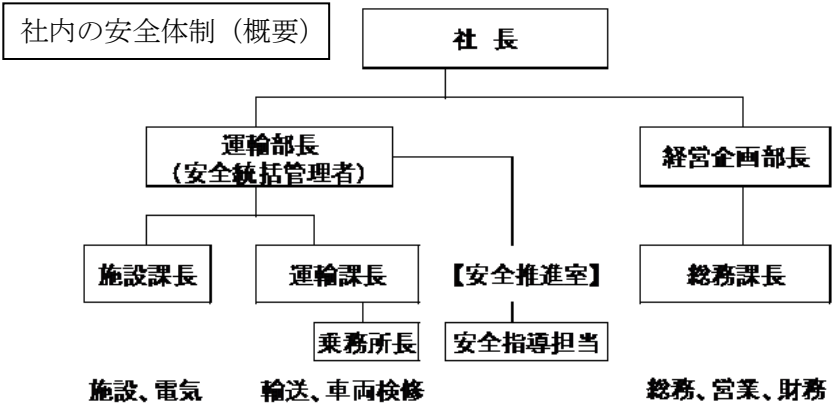 社内の安全体制（概要）
社 長
運輸部長
（安全統括管理者）
経営企画部長
施設課長
運輸課長
【安全推進室】
総務課長
乗務所長
安全指導担当
施設、電気
輸送、車両検修
総務、営業、財務